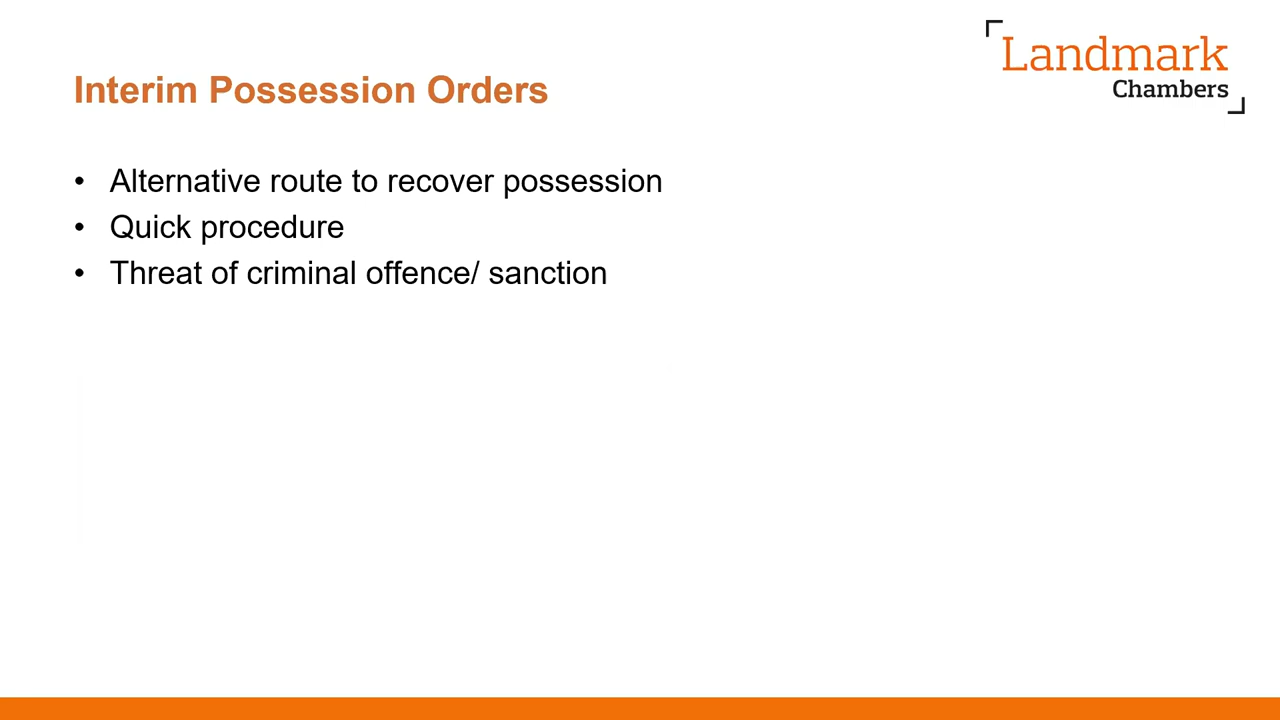 Landmark
Chambers
Interim Possession Orders
• Alternative route to recover possession
• Quick procedure
• Threat of criminal offence/ sanction